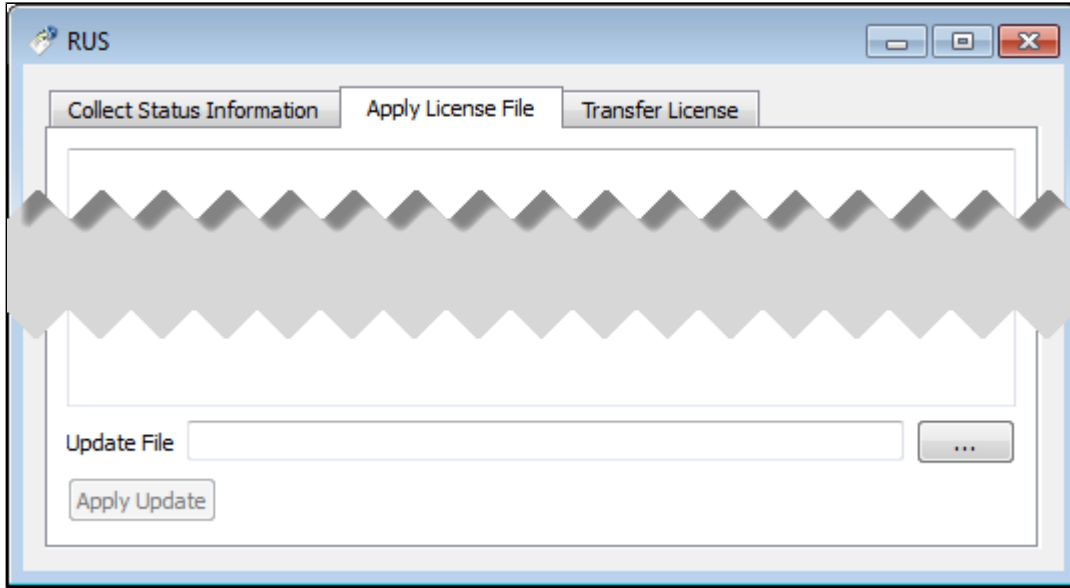 RUS
Collect Status Information Apply License File Transfer License
Update File ...
Apply Update